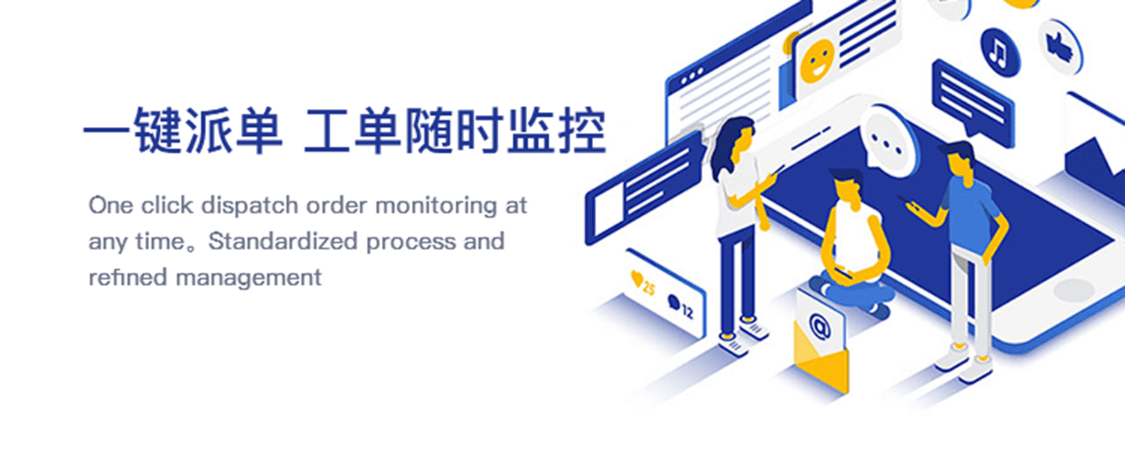 一键派单 工单随时监控
One click dispatch order monitoring at
any time。Standardized process and
refined management
25
12
@